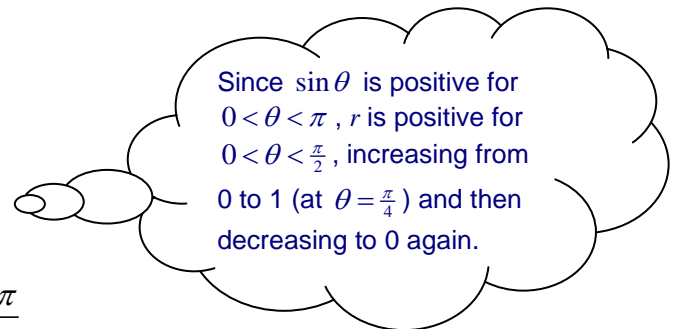 Since sin θ is positive for
0 < θ < π , r is positive for
0 < θ < π/2 , increasing from
0 to 1 (at θ = π/4 ) and then
decreasing to 0 again.
π